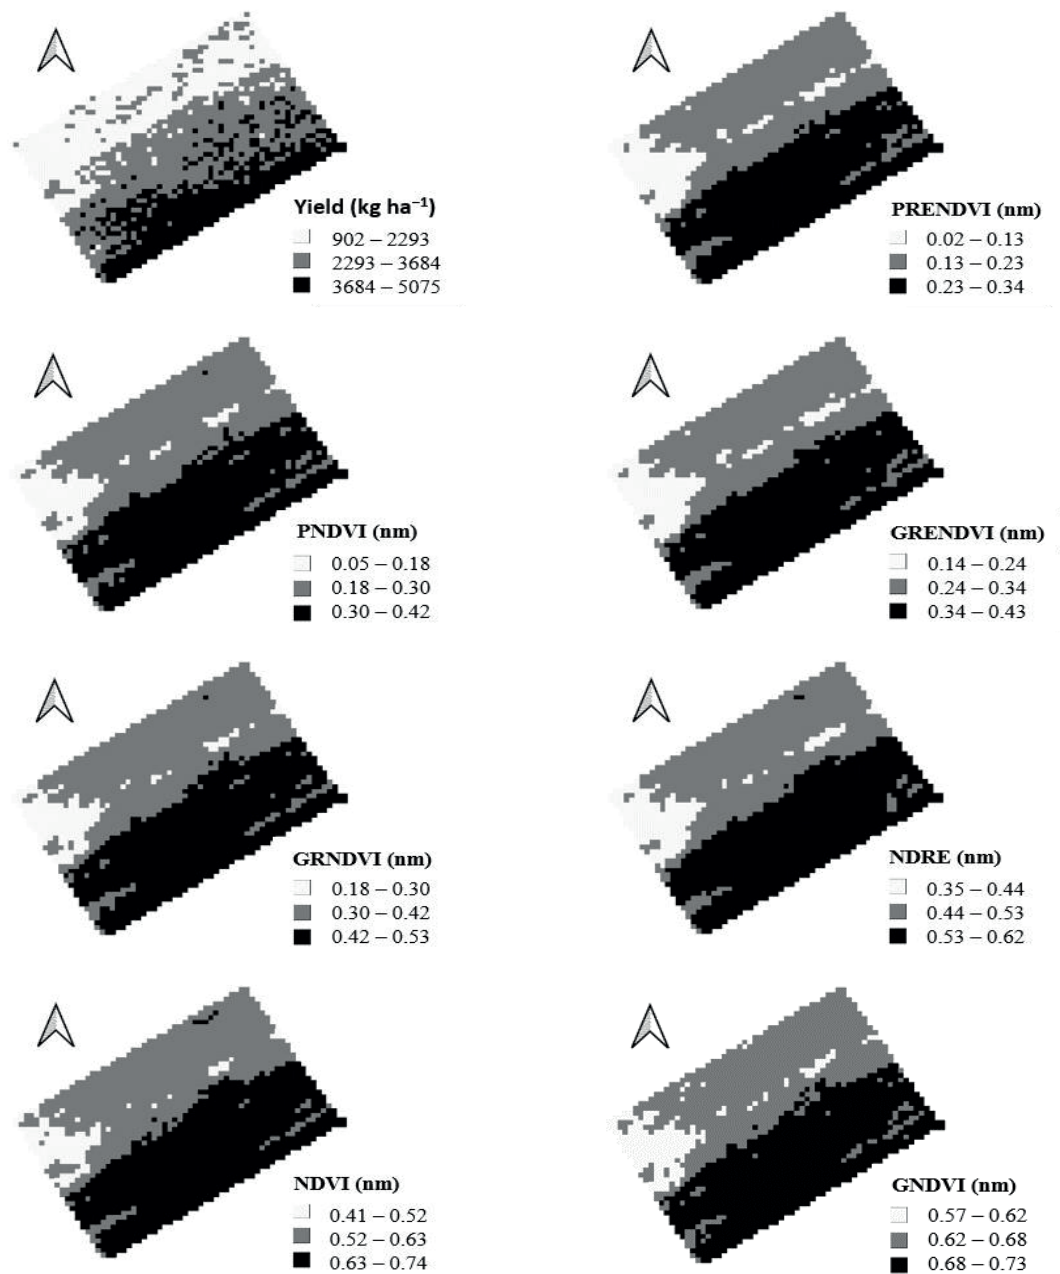 Yield (kg ha⁻¹)
902 – 2293
2293 – 3684
3684 – 5075
PRENDVI (nm)
0.02 – 0.13
0.13 – 0.23
0.23 – 0.34
PNDVI (nm)
0.05 – 0.18
0.18 – 0.30
0.30 – 0.42
GRENDVI (nm)
0.14 – 0.24
0.24 – 0.34
0.34 – 0.43
GRNDVI (nm)
0.18 – 0.30
0.30 – 0.42
0.42 – 0.53
NDRE (nm)
0.35 – 0.44
0.44 – 0.53
0.53 – 0.62
NDVI (nm)
0.41 – 0.52
0.52 – 0.63
0.63 – 0.74
GNDVI (nm)
0.57 – 0.62
0.62 – 0.68
0.68 – 0.73